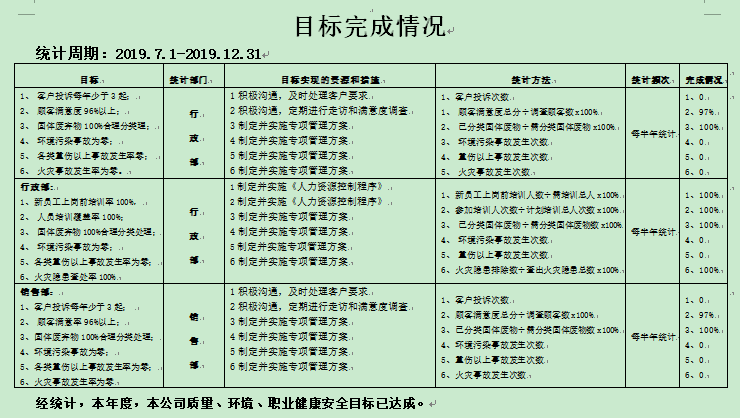 目标完成情况
统计周期：2019.7.1-2019.12.31
目标 统计部门 目标实现的资源和措施 统计方法 统计频次 完成情况
1、 客户投诉每年少于3起；
2、 顾客满意度96%以上；
3、 固体废弃物100%合理分类理；
4、 环境污染事故为零；
5、 各类重伤以上事故发生率零；
6、 火灾事故发生率为零。
行
政
部
1 积极沟通，及时处理客户要求
2 积极沟通，定期进行走访和满意度调查
3 制定并实施专项管理方案
4 制定并实施专项管理方案
5 制定并实施专项管理方案
6 制定并实施专项管理方案
1、 客户投诉次数
1、 顾客满意度总分÷调查顾客数x100%
2、 已分类固体废物÷需分类固体废物x100%
3、 环境污染事故发生次数
4、 重伤以上事故发生次数
5、 火灾事故发生次数
每半年统计
1、0
2、97%
3、100%
4、0
5、0
6、0
行政部：
1、新员工上岗前培训率100%
2、 人员培训覆盖率100%;
3、 固体废弃物100%合理分类处理；
4、 环境污染事故为零；
5、各类重伤以上事故发生率为零；
6、火灾隐患查处率100%
行
政
部
1 制定并实施《人力资源控制程序》
2 制定并实施《人力资源控制程序》
3 制定并实施专项管理方案
4 制定并实施专项管理方案
5 制定并实施专项管理方案
6 制定并实施专项管理方案
1、新员工上岗前培训人数÷需培训总人x100%
2、参加培训人次数÷计划培训总人次数x100%
3、 已分类固体废物÷需分类固体废物数x100%
4、 环境污染事故发生次数
5、 重伤以上事故发生次数
6、火灾隐患排除数÷查出火灾隐患总数x100%
每半年统计
1、100%
2、100%
3、100%
4、0
5、0
6、100%
销售部：
1、客户投诉每年少于3起；
2、 顾客满意率96%以上；
3、固体废弃物100%合理分类处理；
4、环境污染事故为零；
5、各类重伤以上事故发生率为零；
6、火灾事故发生率为零
销
售
部
1 积极沟通，及时处理客户要求
2 积极沟通，定期进行走访和满意度调查
3 制定并实施专项管理方案
4 制定并实施专项管理方案
5 制定并实施专项管理方案
6 制定并实施专项管理方案
1、客户投诉次数
2、顾客满意度总分÷调查顾客数x100%
3、已分类固体废物÷需分类固体废物数x100%
4、环境污染事故发生次数
5、重伤以上事故发生次数
6、火灾事故发生次数
每半年统计
1、0
2、97%
3、100%
4、0
5、0
6、0
经统计，本年度，本公司质量、环境、职业健康安全目标已达成。